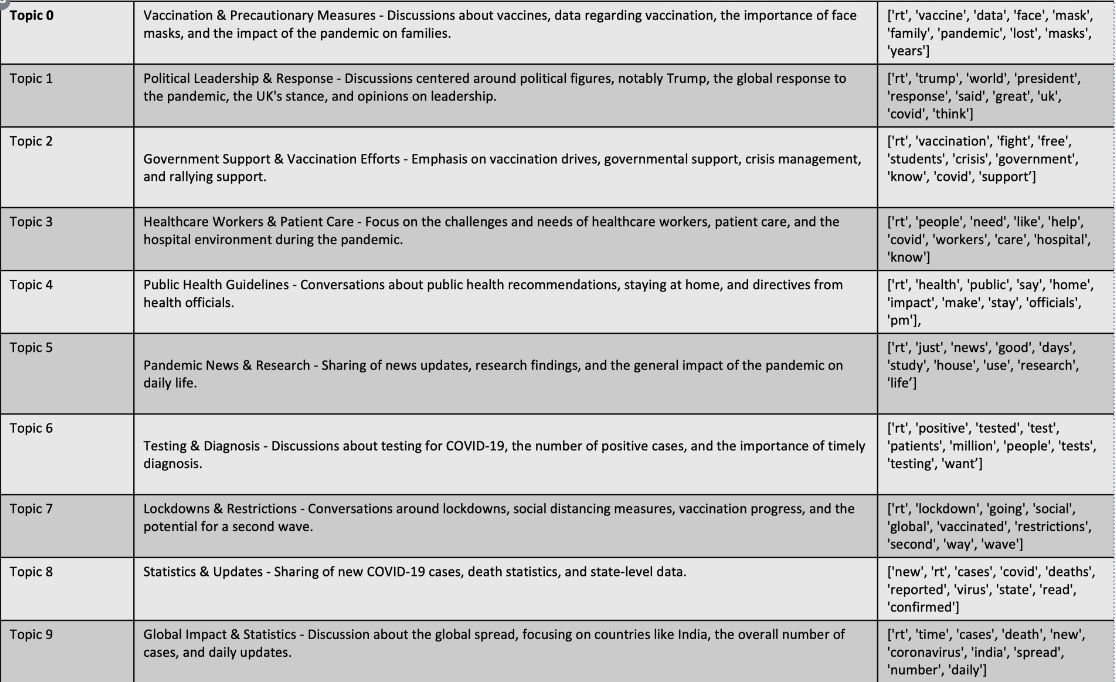 Topic 0
Vaccination & Precautionary Measures - Discussions about vaccines, data regarding vaccination, the importance of face
masks, and the impact of the pandemic on families.
['rt', 'vaccine', 'data', 'face', 'mask',
'family', 'pandemic', 'lost', 'masks',
'years']
Topic 1
Political Leadership & Response - Discussions centered around political figures, notably Trump, the global response to
the pandemic, the UK's stance, and opinions on leadership.
['rt', 'trump', 'world', 'president',
'response', 'said', 'great', 'uk',
'covid', 'think']
Topic 2
Government Support & Vaccination Efforts - Emphasis on vaccination drives, governmental support, crisis management,
and rallying support.
['rt', 'vaccination', 'fight', 'free',
'students', 'crisis', 'government',
'know', 'covid', 'support’]
Topic 3
Healthcare Workers & Patient Care - Focus on the challenges and needs of healthcare workers, patient care, and the
hospital environment during the pandemic.
['rt', 'people', 'need', 'like', 'help',
'covid', 'workers', 'care', 'hospital',
'know']
Topic 4
Public Health Guidelines - Conversations about public health recommendations, staying at home, and directives from
health officials.
['rt', 'health', 'public', 'say', 'home',
'impact', 'make', 'stay', 'officials',
'pm'],
Topic 5
Pandemic News & Research - Sharing of news updates, research findings, and the general impact of the pandemic on
daily life.
['rt', 'just', 'news', 'good', 'days',
'study', 'house', 'use', 'research',
'life’]
Topic 6
Testing & Diagnosis - Discussions about testing for COVID-19, the number of positive cases, and the importance of timely
diagnosis.
['rt', 'positive', 'tested', 'test',
'patients', 'million', 'people', 'tests',
'testing', 'want’]
Topic 7
Lockdowns & Restrictions - Conversations around lockdowns, social distancing measures, vaccination progress, and the
potential for a second wave.
['rt', 'lockdown', 'going', 'social',
'global', 'vaccinated', 'restrictions',
'second', 'way', 'wave']
Topic 8
Statistics & Updates - Sharing of new COVID-19 cases, death statistics, and state-level data.
['new', 'rt', 'cases', 'covid', 'deaths',
'reported', 'virus', 'state', 'read',
'confirmed']
Topic 9
Global Impact & Statistics - Discussion about the global spread, focusing on countries like India, the overall number of
cases, and daily updates.
['rt', 'time', 'cases', 'death', 'new',
'coronavirus', 'india', 'spread',
'number', 'daily']